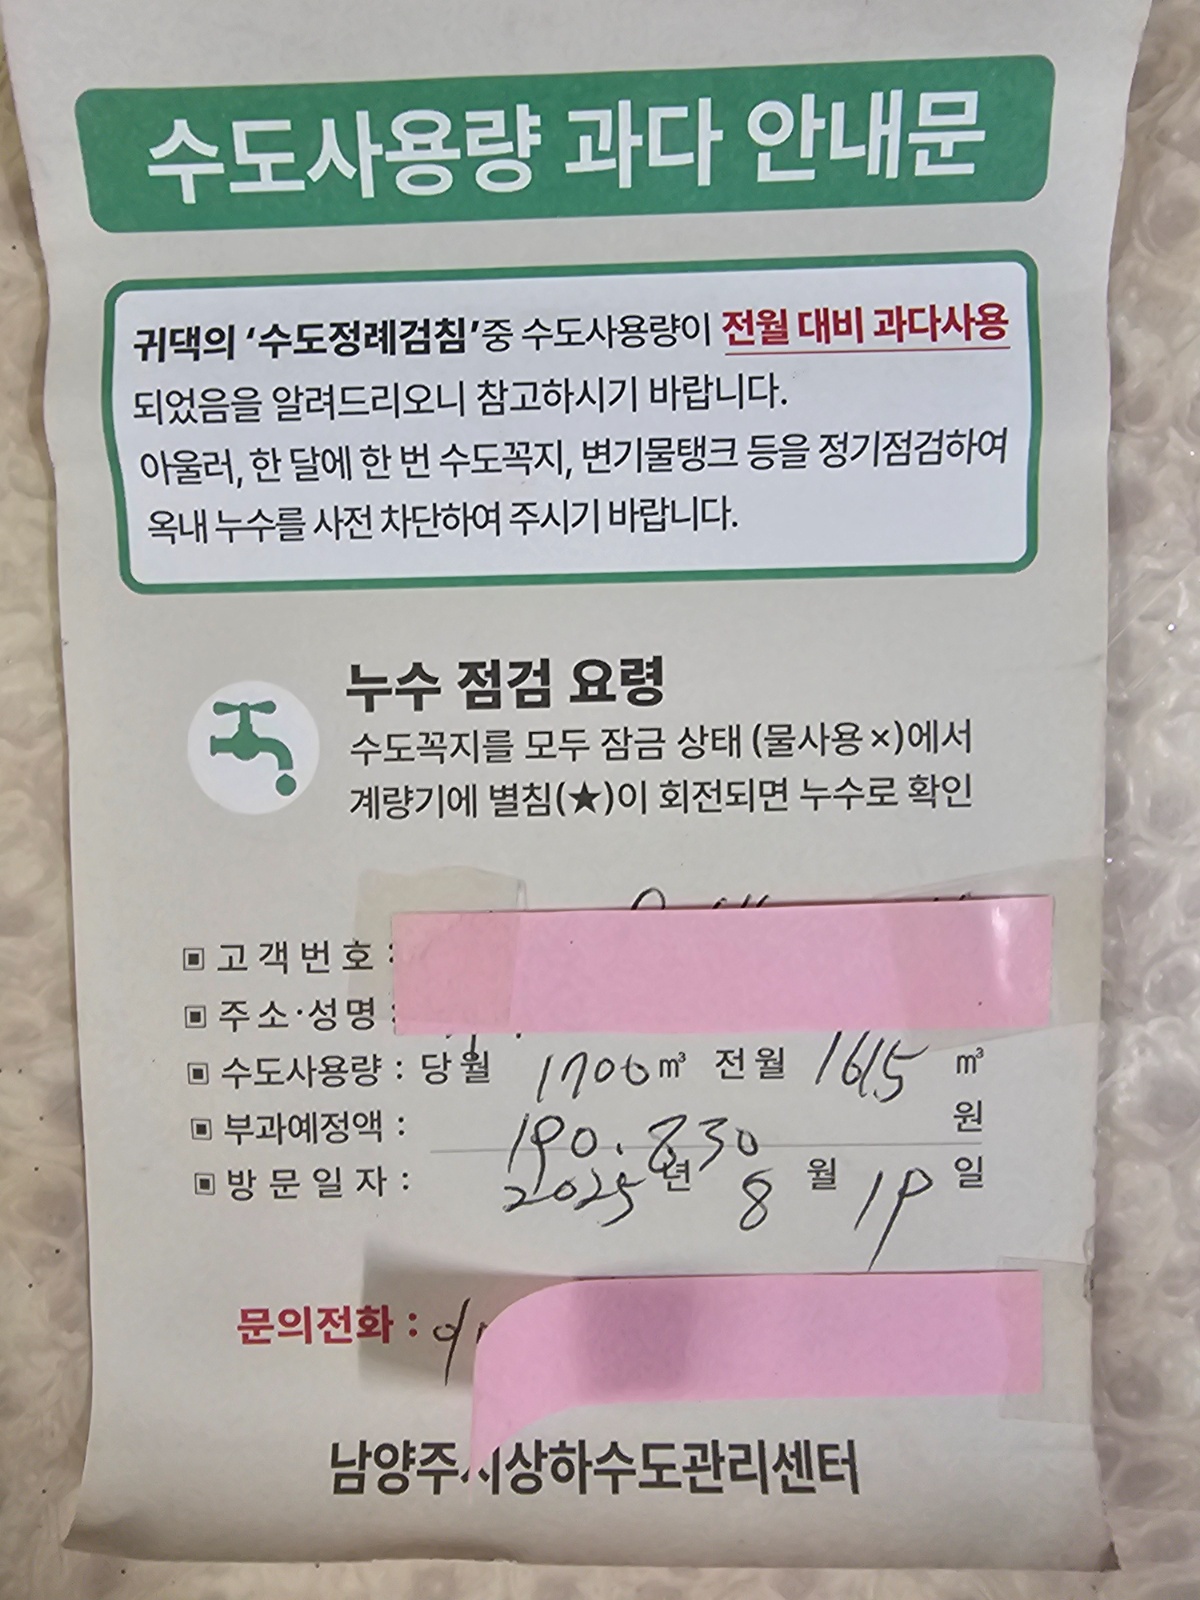 수도사용량 과다 안내문
귀댁의 ‘수도정례검침’중 수도사용량이 전월 대비 과다사용
되었음을 알려드리오니 참고하시기 바랍니다.
아울러, 한 달에 한 번 수도꼭지, 변기물탱크 등을 정기점검하여
옥내 누수를 사전 차단하여 주시기 바랍니다.
누수 점검 요령
수도꼭지를 모두 잠금 상태 (물사용×)에서
계량기에 별침(★)이 회전되면 누수로 확인
▣ 고객번호 :
▣ 주소·성명 :
▣ 수도사용량 : 당월 1700㎥ 전월 1615 ㎥
▣ 부과예정액 : 190.830 원
▣ 방문일자 : 2025년 8월 19일
문의전화 :
남양주시상하수도관리센터